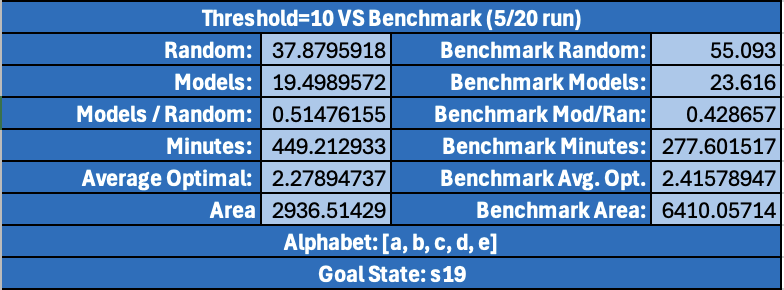 Threshold=10 VS Benchmark (5/20 run)
Random: 37.8795918 Benchmark Random: 55.093
Models: 19.4989572 Benchmark Models: 23.616
Models / Random: 0.51476155 Benchmark Mod/Ran: 0.428657
Minutes: 449.212933 Benchmark Minutes: 277.601517
Average Optimal: 2.27894737 Benchmark Avg. Opt. 2.41578947
Area 2936.51429 Benchmark Area: 6410.05714
Alphabet: [a, b, c, d, e]
Goal State: s19